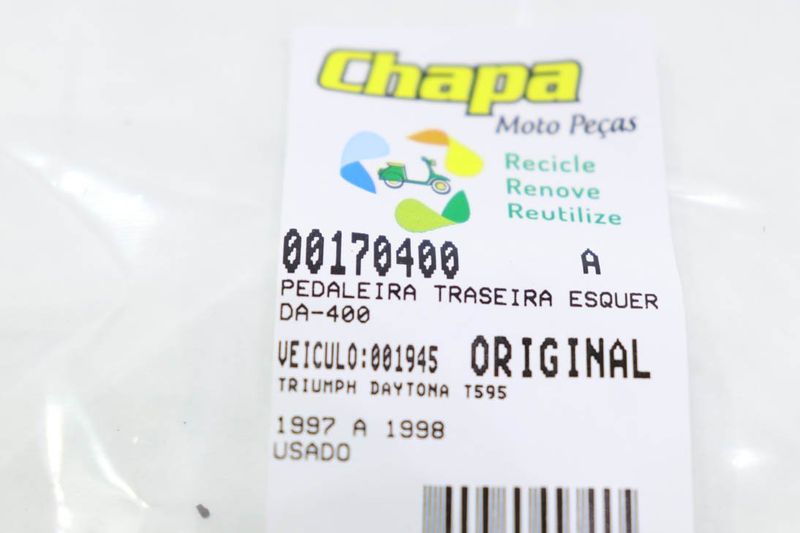 Chapa
Moto Peças
Recicle
Renove
Reutilize
00170400 A
PEDALEIRA TRASEIRA ESQUER
DA-400
VEICULO:001945 ORIGINAL
TRIUMPH DAYTONA T595
1997 A 1998
USADO